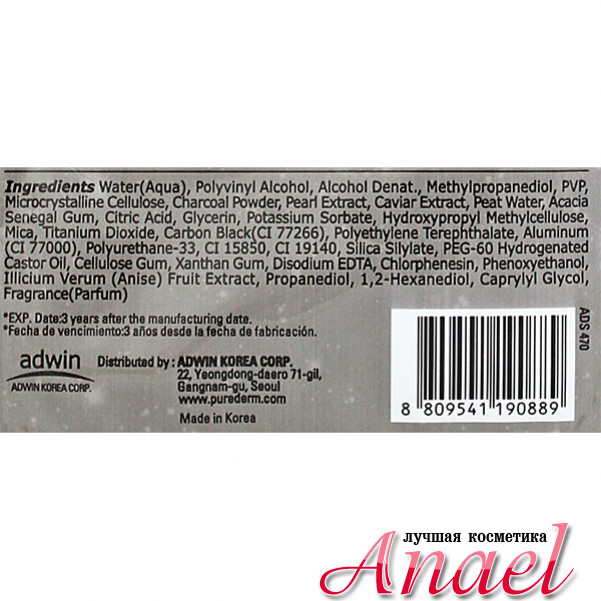 Ingredients Water(Aqua), Polyvinyl Alcohol, Alcohol Denat., Methylpropanediol, PVP,
Microcrystalline Cellulose, Charcoal Powder, Pearl Extract, Caviar Extract, Peat Water, Acacia
Senegal Gum, Citric Acid, Glycerin, Potassium Sorbate, Hydroxypropyl Methylcellulose,
Mica, Titanium Dioxide, Carbon Black(CI 77266), Polyethylene Terephthalate, Aluminum
(CI 77000), Polyurethane-33, CI 15850, CI 19140, Silica Silylate, PEG-60 Hydrogenated
Castor Oil, Cellulose Gum, Xanthan Gum, Disodium EDTA, Chlorphenesin, Phenoxyethanol,
Illicium Verum (Anise) Fruit Extract, Propanediol, 1,2-Hexanediol, Caprylyl Glycol,
Fragrance(Parfum)
*EXP. Date:3 years after the manufacturing date.
*Fecha de vencimiento:3 años desde la fecha de fabricación.
adwin
ADWIN KOREA CORP.
Distributed by : ADWIN KOREA CORP.
22, Yeongdong-daero 71-gil,
Gangnam-gu, Seoul
www.purederm.com
Made in Korea
8 809541 190889
ADS 470
лучшая косметика
Anael